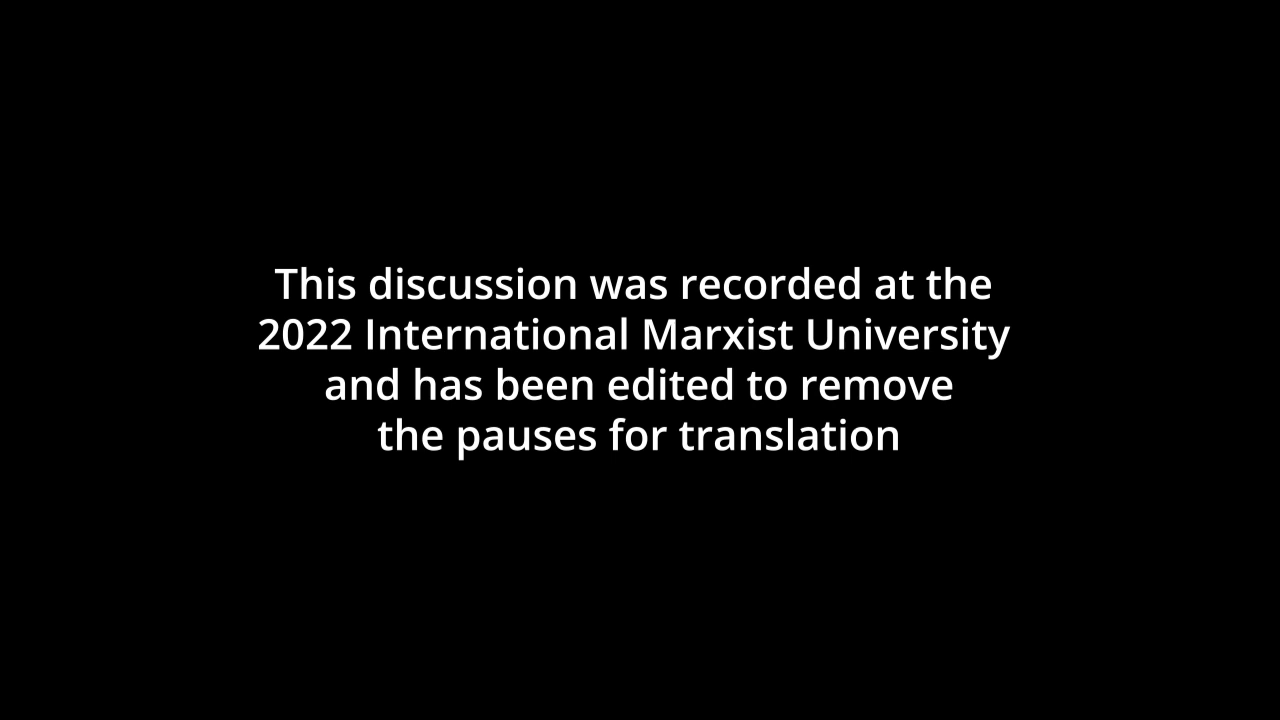 This discussion was recorded at the
2022 International Marxist University
and has been edited to remove
the pauses for translation